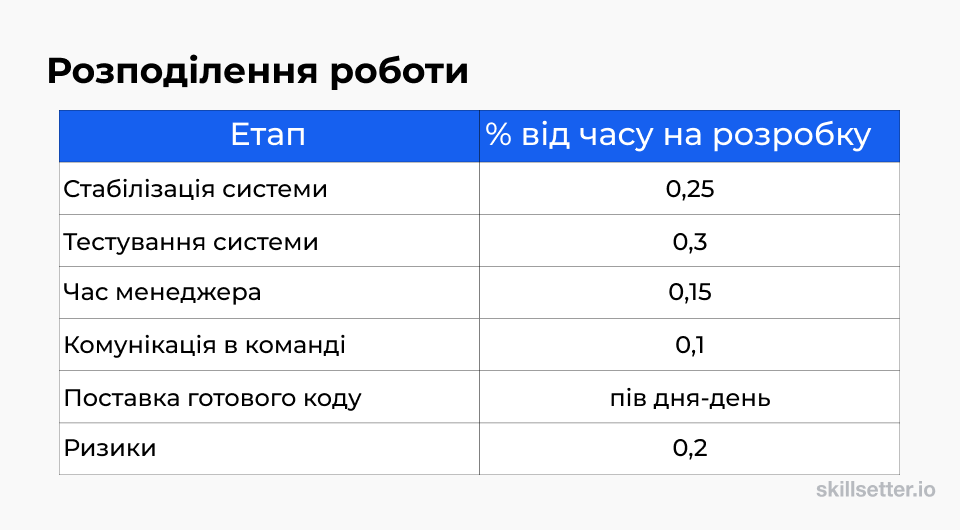 Розподілення роботи
Етап % від часу на розробку
Стабілізація системи 0,25
Тестування системи 0,3
Час менеджера 0,15
Комунікація в команді 0,1
Поставка готового коду пів дня-день
Ризики 0,2
skillsetter.io